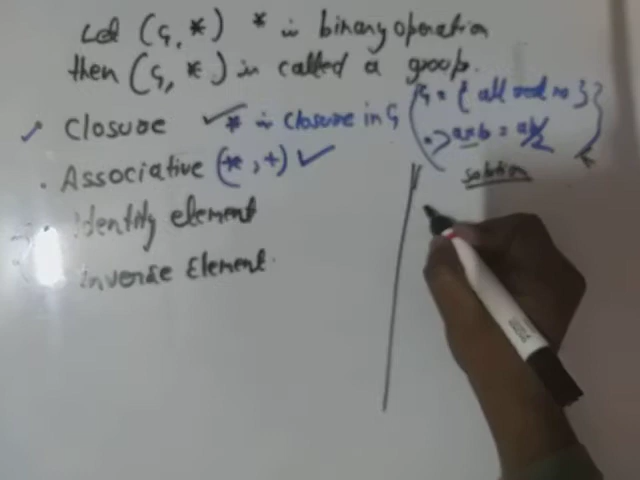 Let (G, *) * is binary operation
then (G, *) is called a group.
G = { all real no }
• Closure ✓ * is closure in G
a*b = ab/2
• Associative (*, +) ✓
Solution
Identity element
Inverse Element.